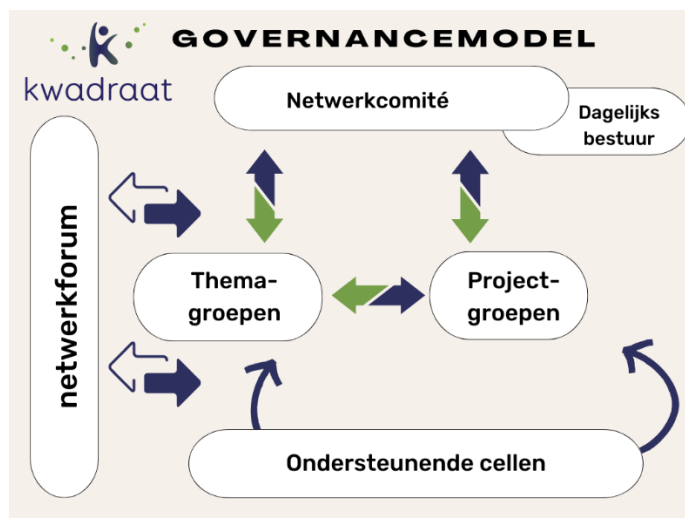 GOVERNANCEMODEL
kwadraat
Netwerkcomité
Dagelijks
bestuur
netwerkforum
Thema-
groepen
Project-
groepen
Ondersteunende cellen